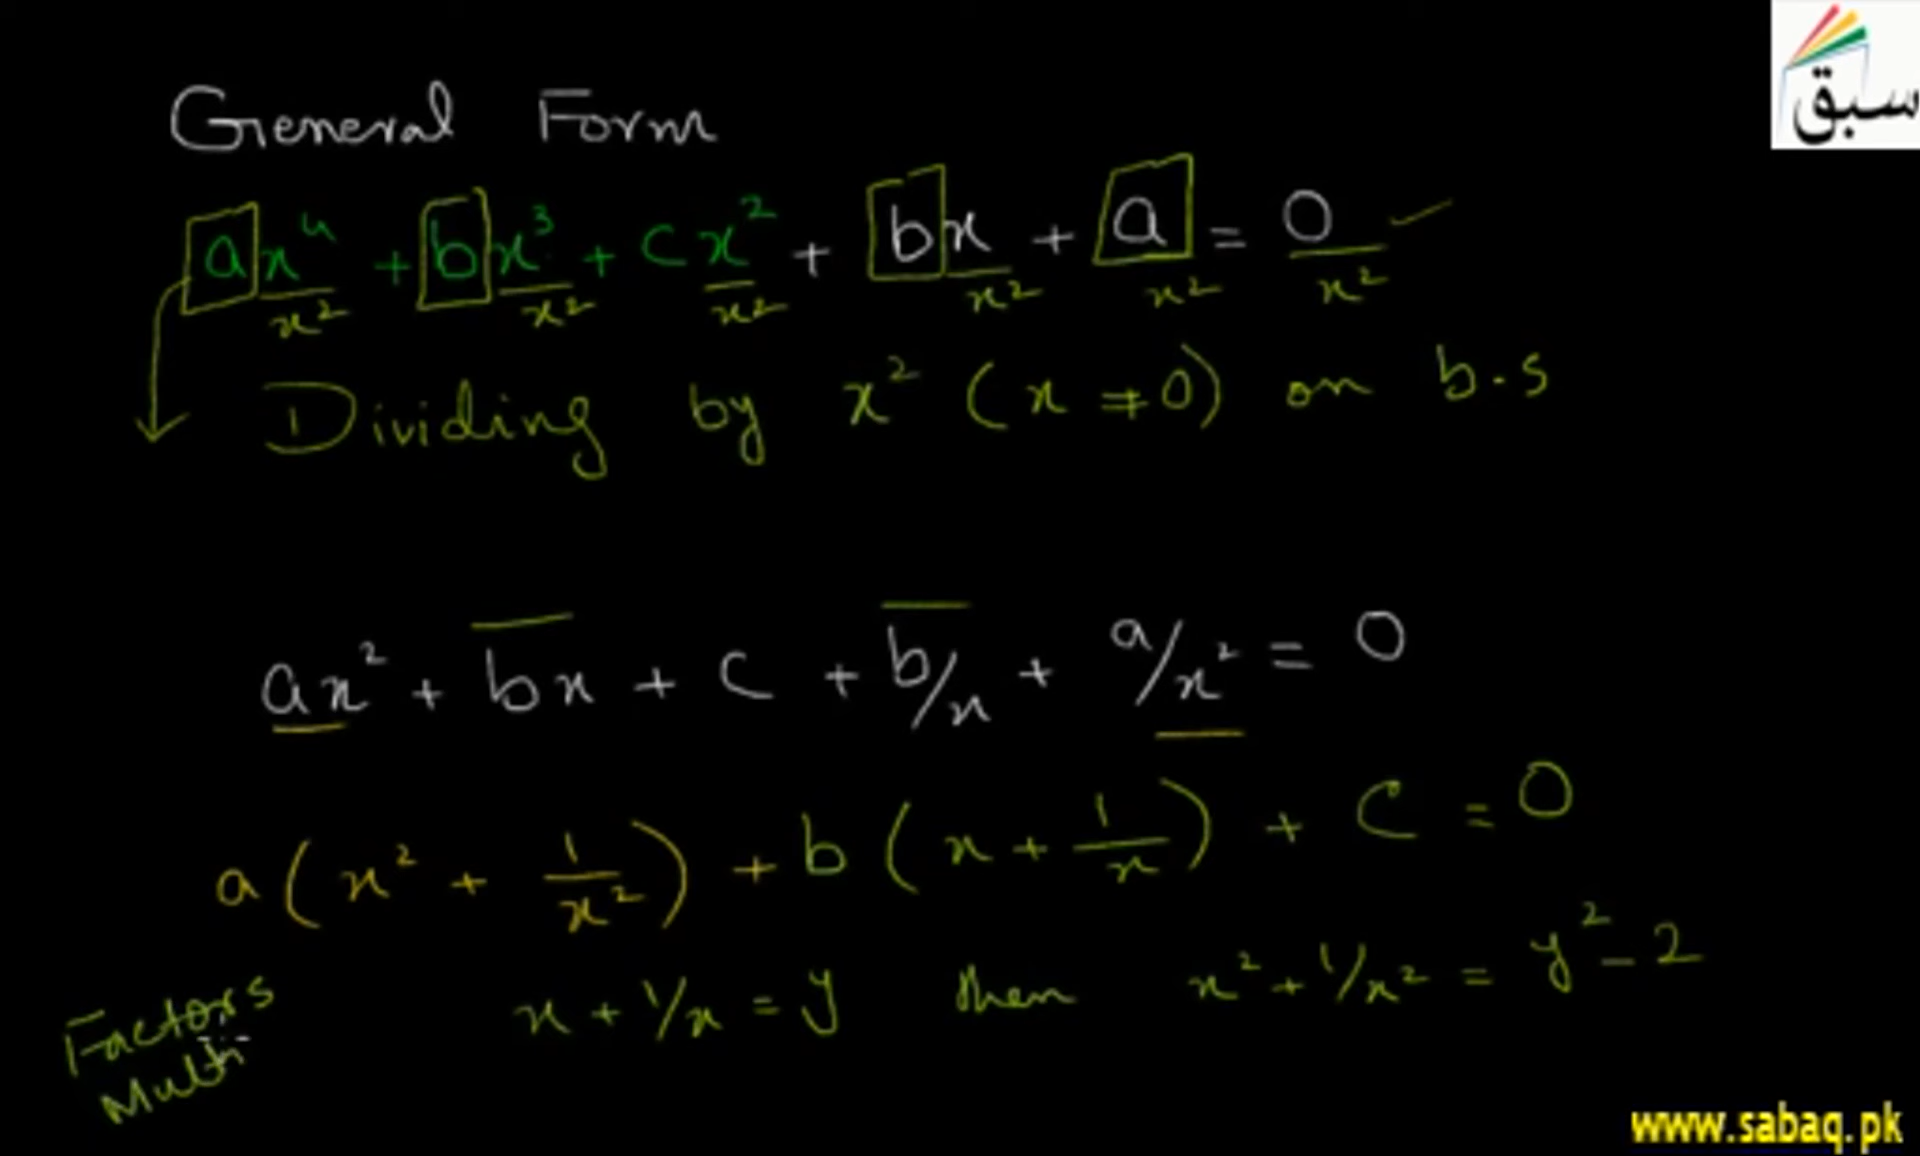 سبق
General Form
ax⁴/x² + bx³/x² + cx²/x² + bx/x² + a/x² = 0/x²
Dividing by x² (x ≠ 0) on b.s
ax² + bx + c + b/x + a/x² = 0
a(x² + 1/x²) + b(x + 1/x) + c = 0
x + 1/x = y then x² + 1/x² = y² - 2
Factors
Multi
www.sabaq.pk